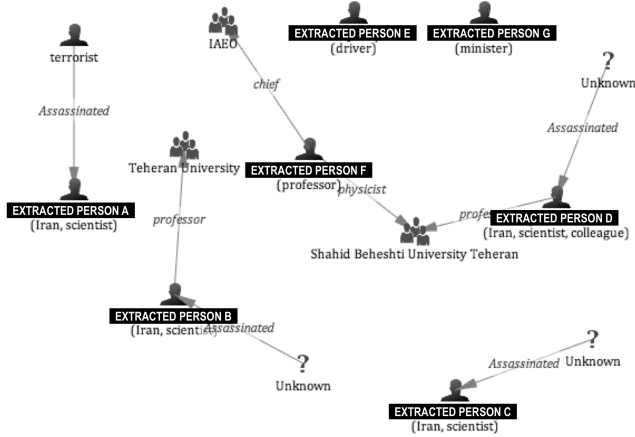 EXTRACTED PERSON E
(driver)
EXTRACTED PERSON G
(minister)
IAEO
terrorist
?
Unknown
chief
Assassinated
Assassinated
Teheran University
EXTRACTED PERSON F
(professor)
physicist
EXTRACTED PERSON A
(Iran, scientist)
professor
EXTRACTED PERSON D
(Iran, scientist, colleague)
Shahid Beheshti University Teheran
EXTRACTED PERSON B
(Iran, scientist)
Assassinated
?
Unknown
?
Unknown
Assassinated
EXTRACTED PERSON C
(Iran, scientist)